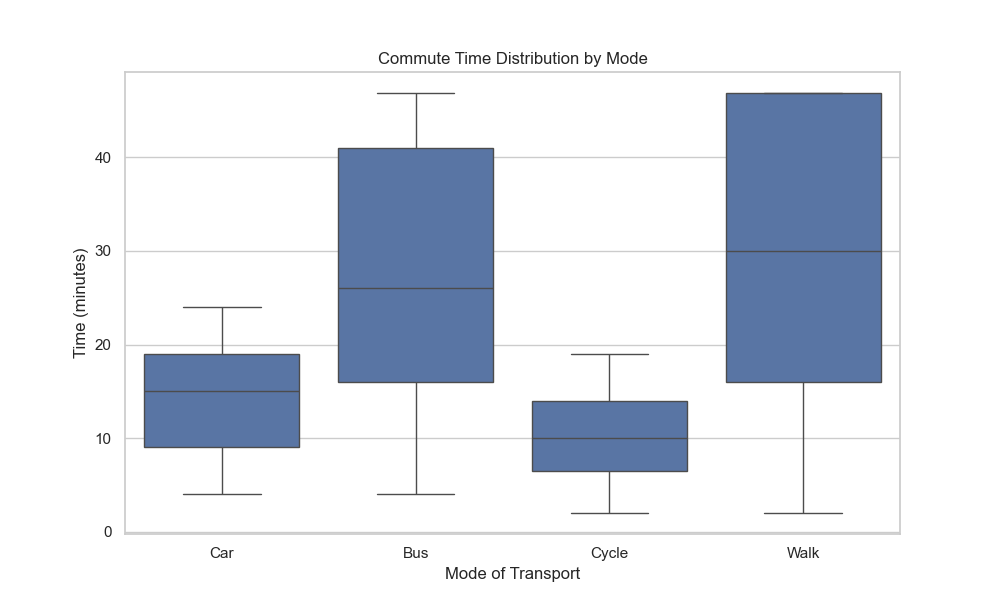 Commute Time Distribution by Mode
Time (minutes)
40
30
20
10
0
Car Bus Cycle Walk
Mode of Transport